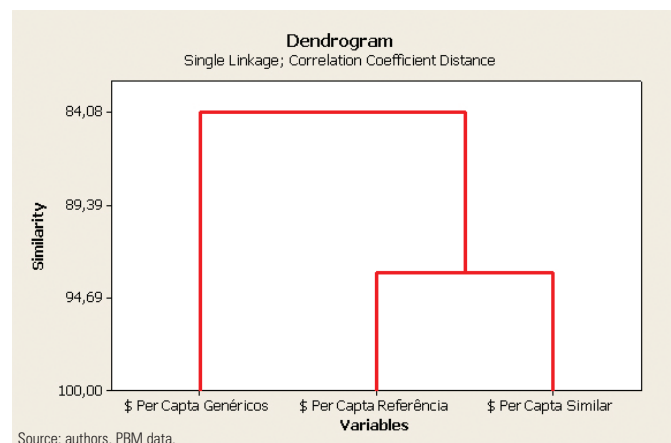 Dendrogram
Single Linkage; Correlation Coefficient Distance
Similarity
84,08
89,39
94,69
100,00
$ Per Capta Genéricos
$ Per Capta Referência
$ Per Capta Similar
Variables
Source: authors. PBM data.